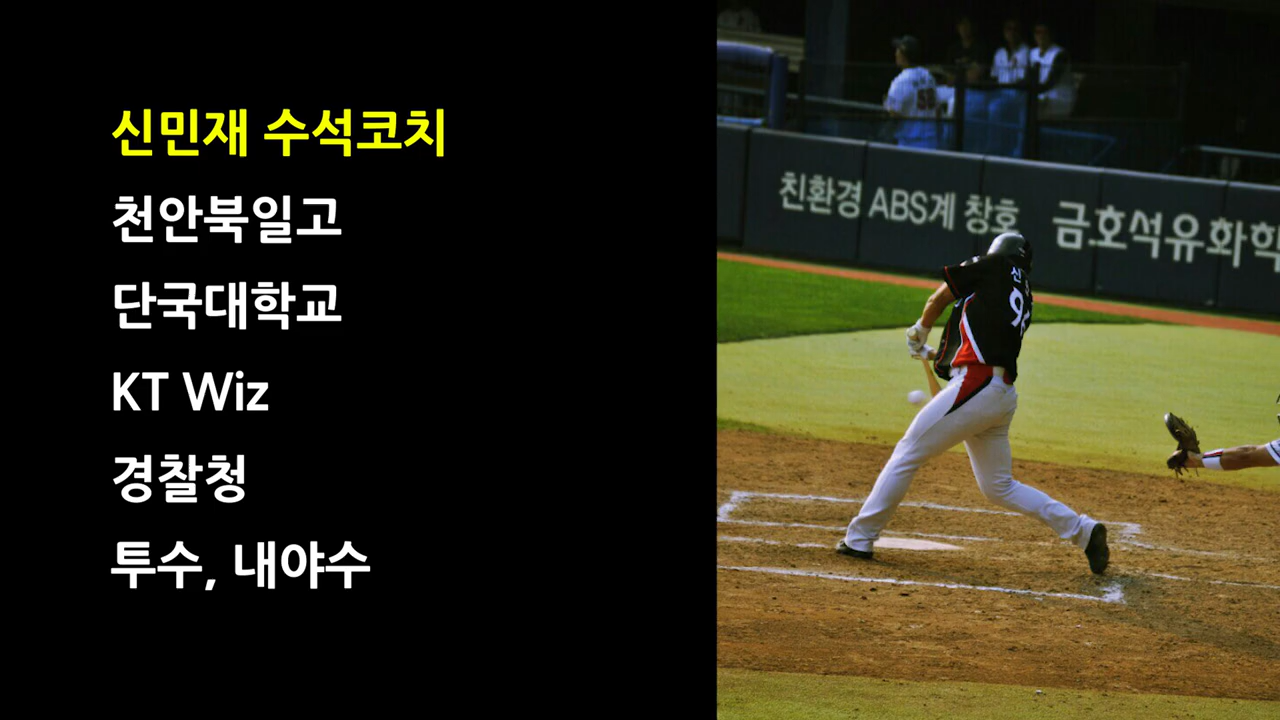 신민재 수석코치
천안북일고
단국대학교
KT Wiz
경찰청
투수, 내야수
친환경 ABS계 창호 금호석유화학
신